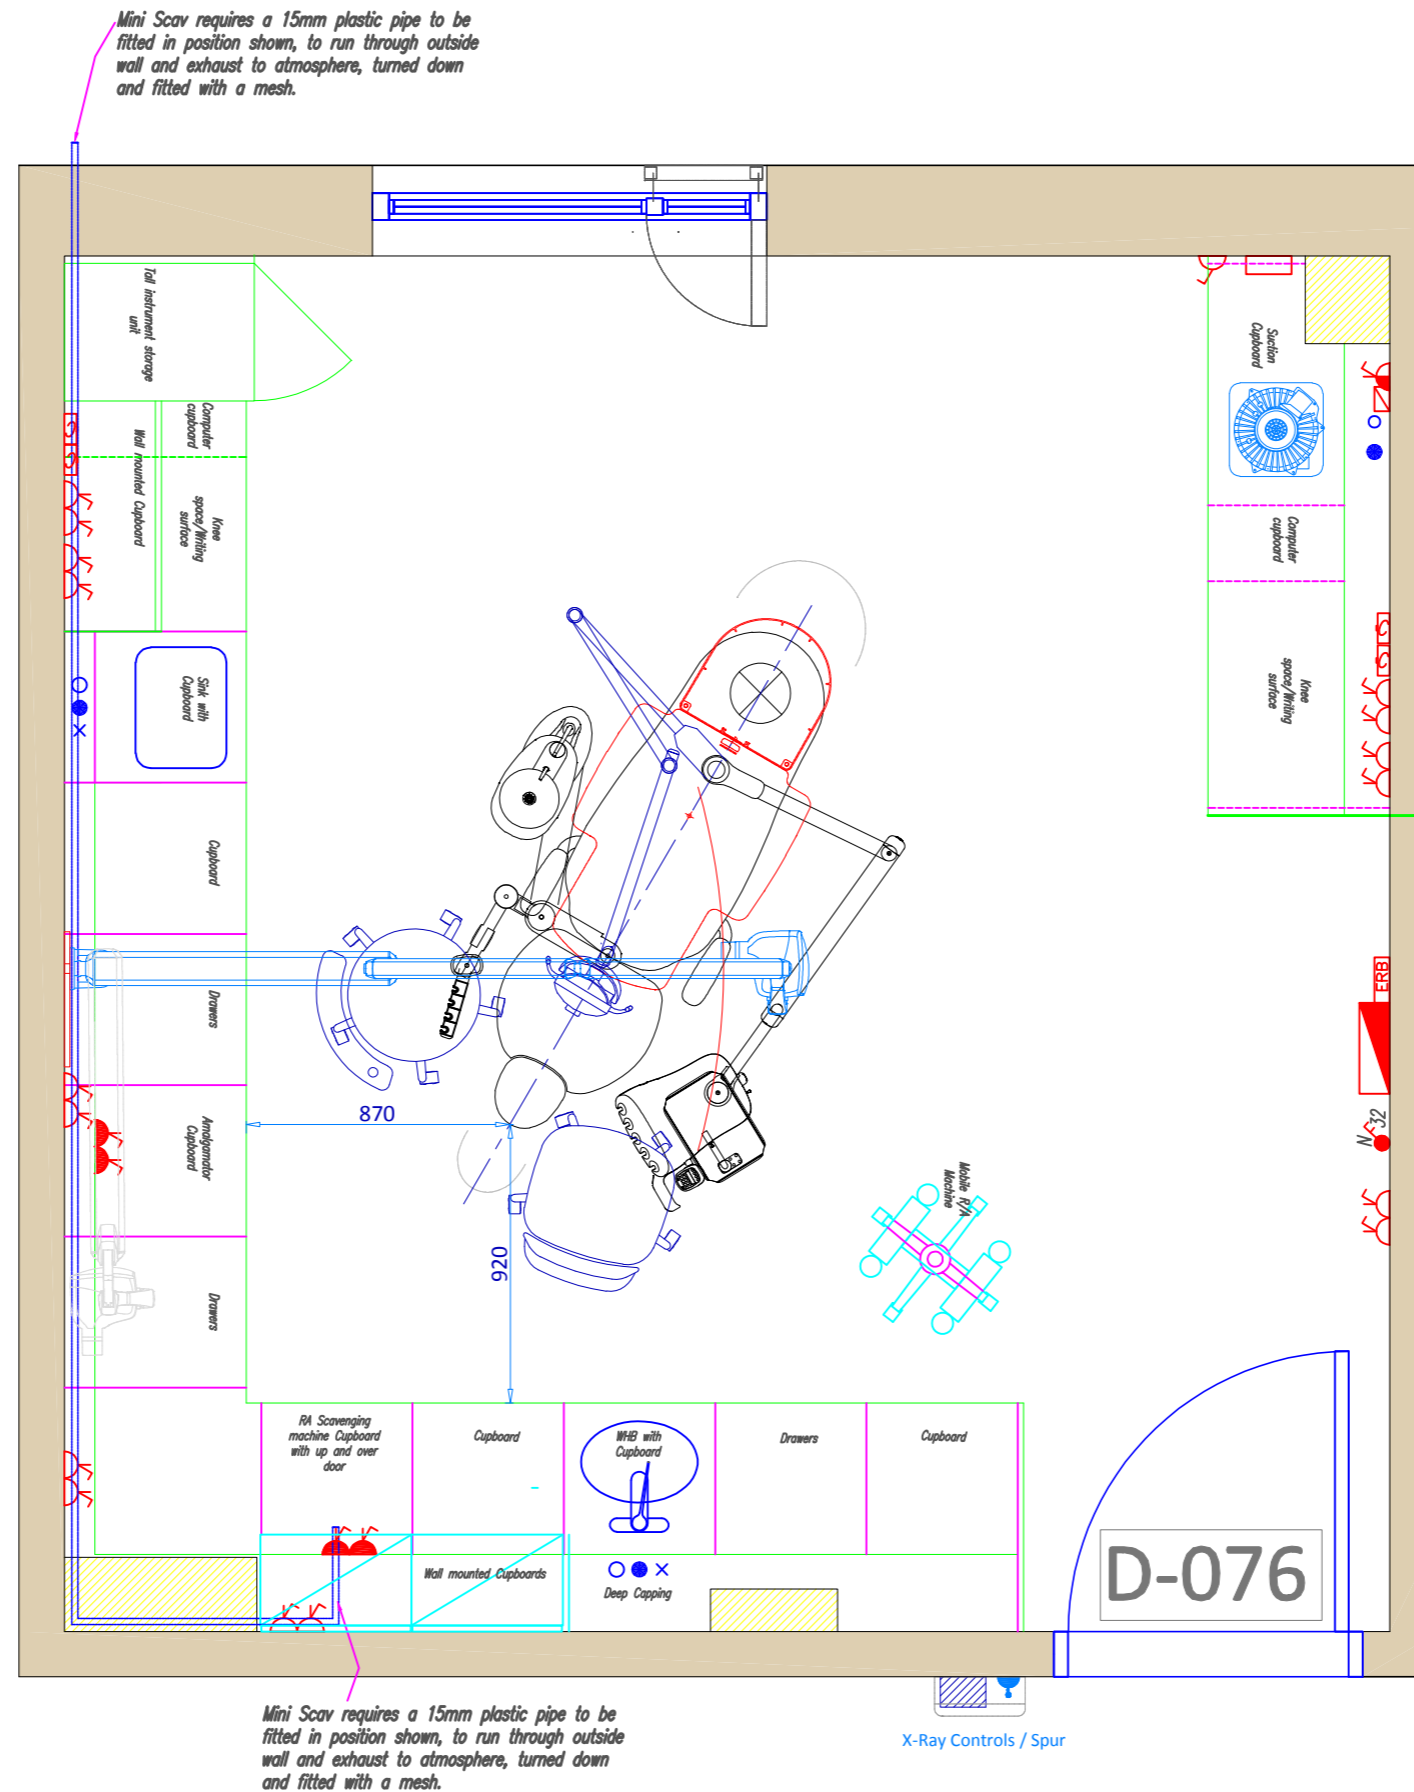 Mini Scav requires a 15mm plastic pipe to be
fitted in position shown, to run through outside
wall and exhaust to atmosphere, turned down
and fitted with a mesh.
Tall instrument storage
unit
Computer
cupboard
Wall mounted Cupboard
Knee
space/Writing
surface
Sink with
Cupboard
Cupboard
Drawers
Amalgamator
Cupboard
Drawers
Suction
Cupboard
Computer
cupboard
Knee
space/Writing
surface
ERB
N 32
870
920
Mobile R/A
Machine
RA Scavenging
machine Cupboard
with up and over
door
Cupboard
WHB with
Cupboard
Drawers
Cupboard
Wall mounted Cupboards
Deep Capping
D-076
X-Ray Controls / Spur
Mini Scav requires a 15mm plastic pipe to be
fitted in position shown, to run through outside
wall and exhaust to atmosphere, turned down
and fitted with a mesh.